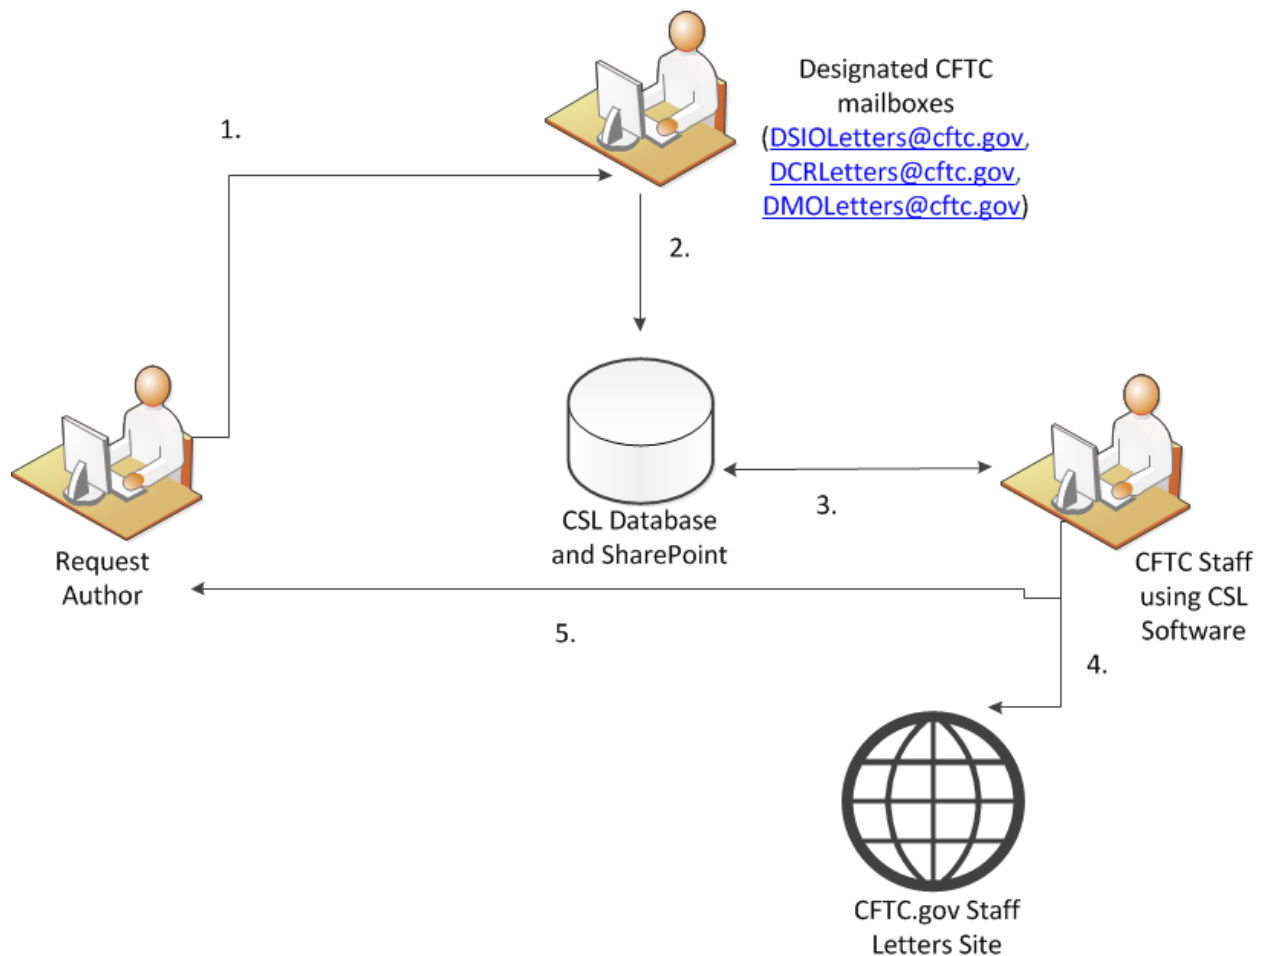 Designated CFTC
mailboxes
(DSIOLetters@cftc.gov,
DCRLetters@cftc.gov,
DMOLetters@cftc.gov)
1.
2.
CSL Database
and SharePoint
3.
Request
Author
CFTC Staff
using CSL
Software
5.
4.
CFTC.gov Staff
Letters Site